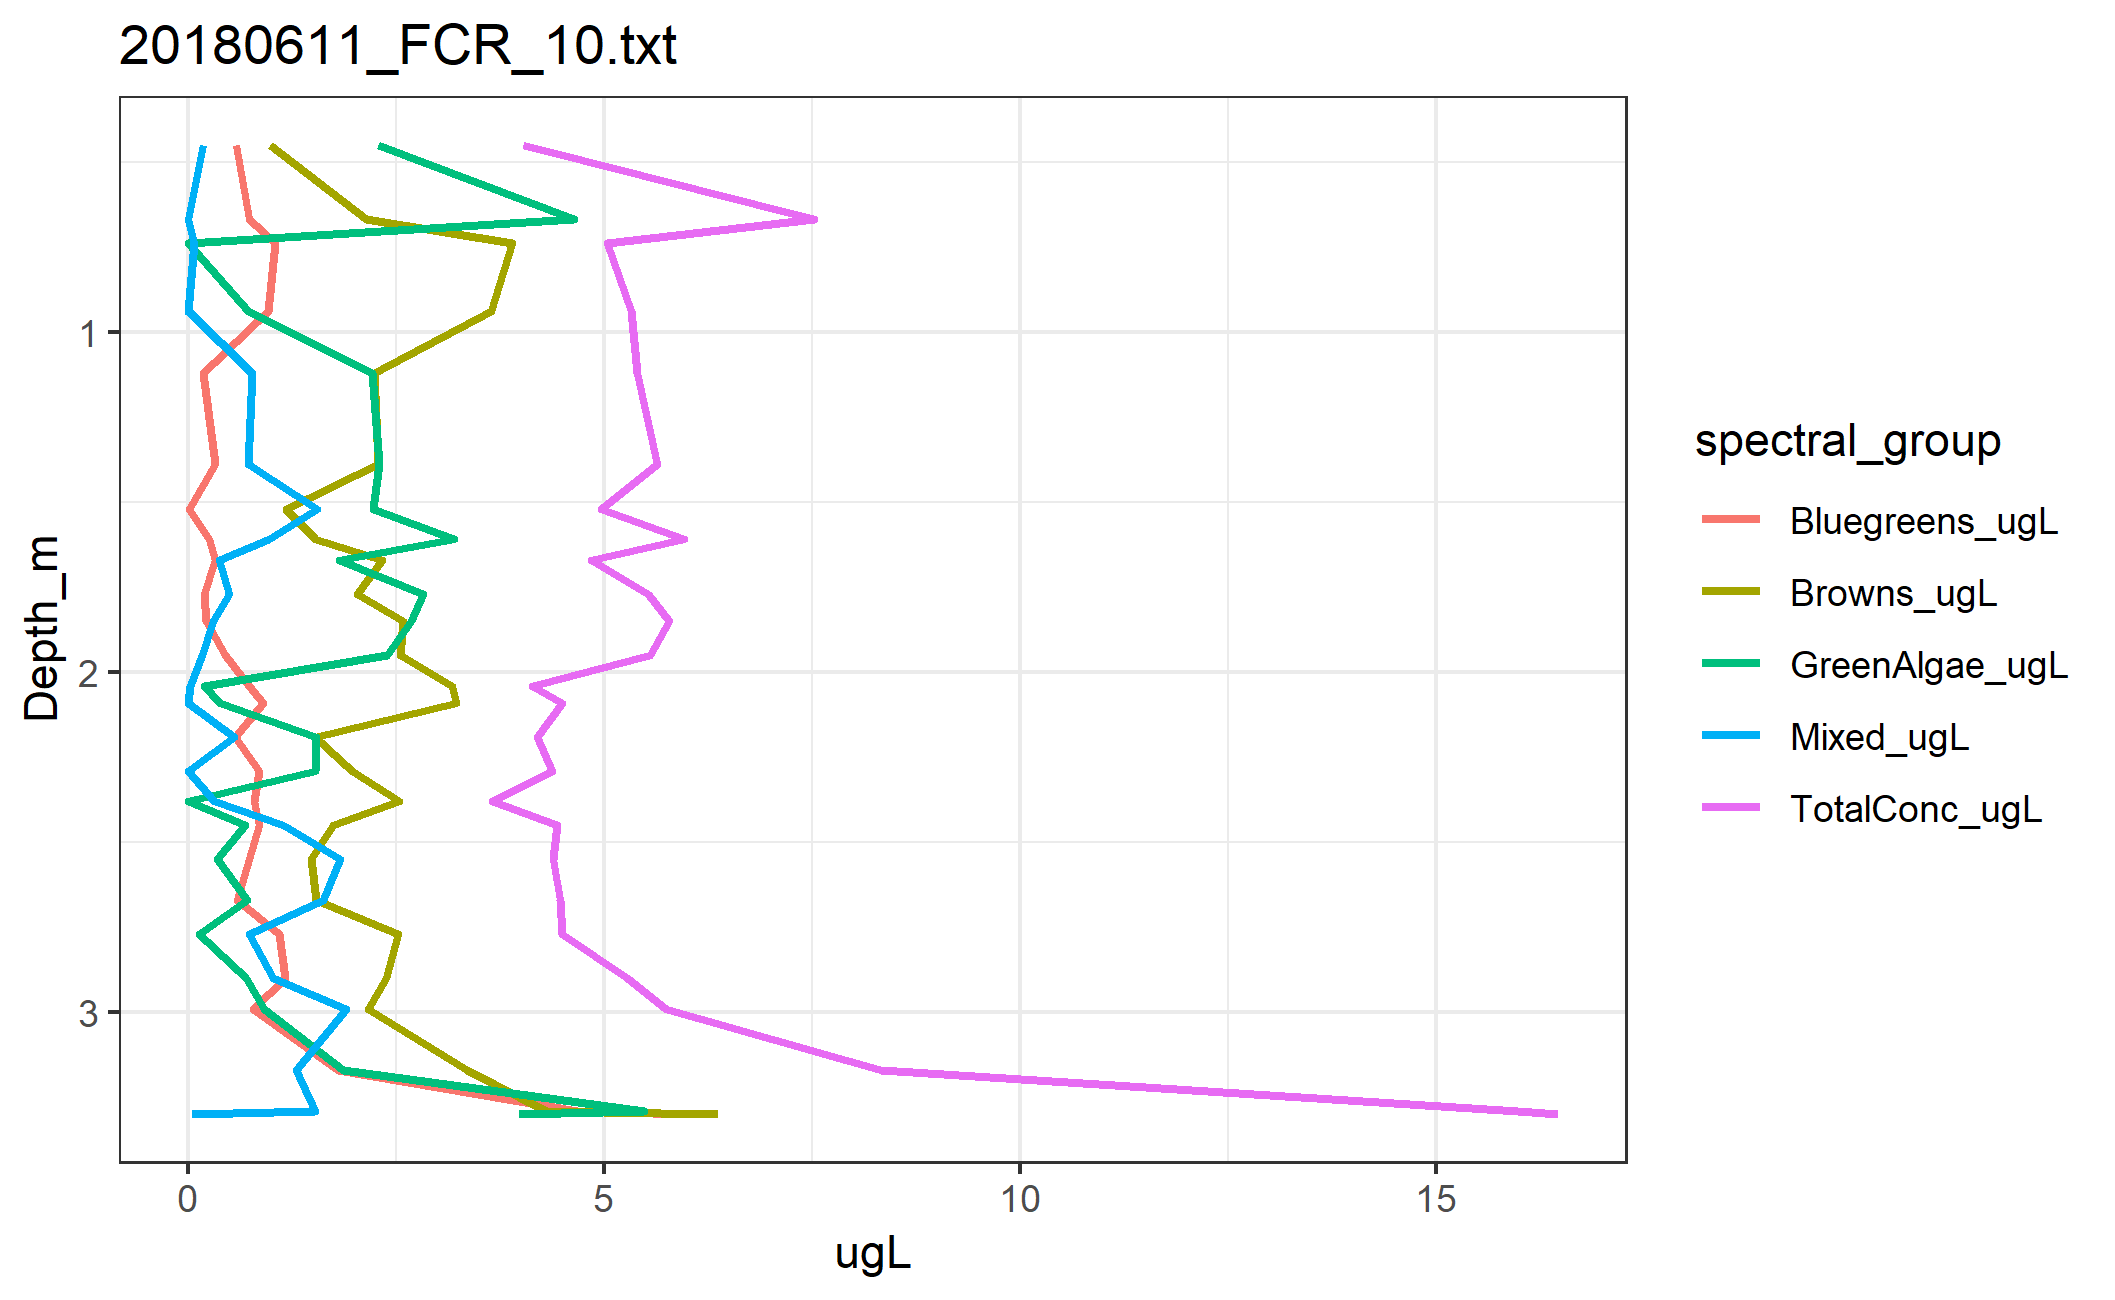 20180611_FCR_10.txt
Depth_m
1
2
3
0
5
10
15
ugL
spectral_group
Bluegreens_ugL
Browns_ugL
GreenAlgae_ugL
Mixed_ugL
TotalConc_ugL